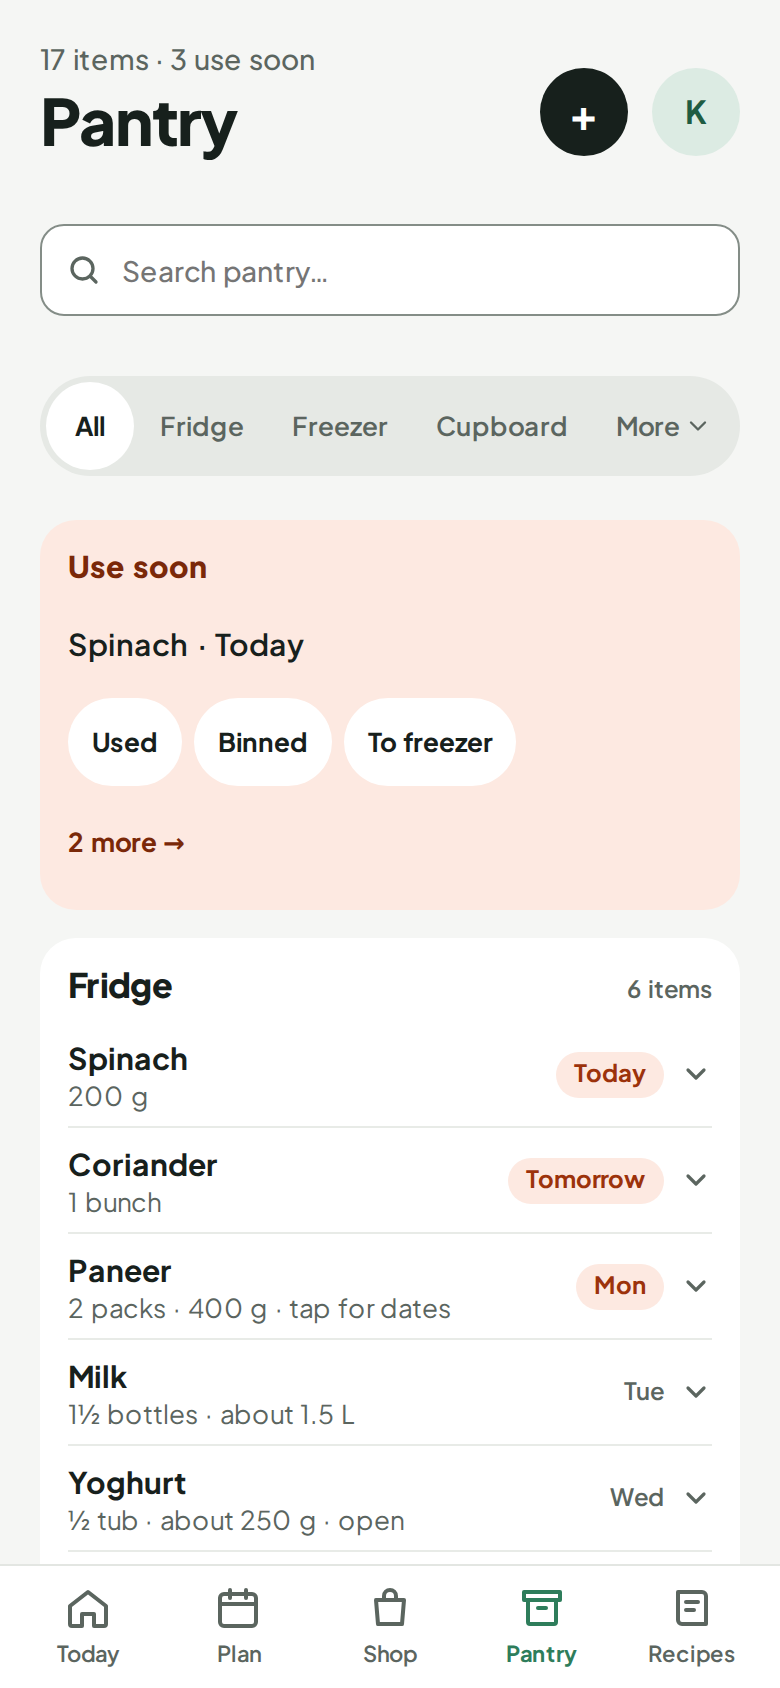 17 items · 3 use soon
Pantry
+
K
Search pantry…
All Fridge Freezer Cupboard More
Use soon
Spinach · Today
Used Binned To freezer
2 more →
Fridge 6 items
Spinach Today
200 g
Coriander Tomorrow
1 bunch
Paneer Mon
2 packs · 400 g · tap for dates
Milk Tue
1½ bottles · about 1.5 L
Yoghurt Wed
½ tub · about 250 g · open
Today Plan Shop Pantry Recipes